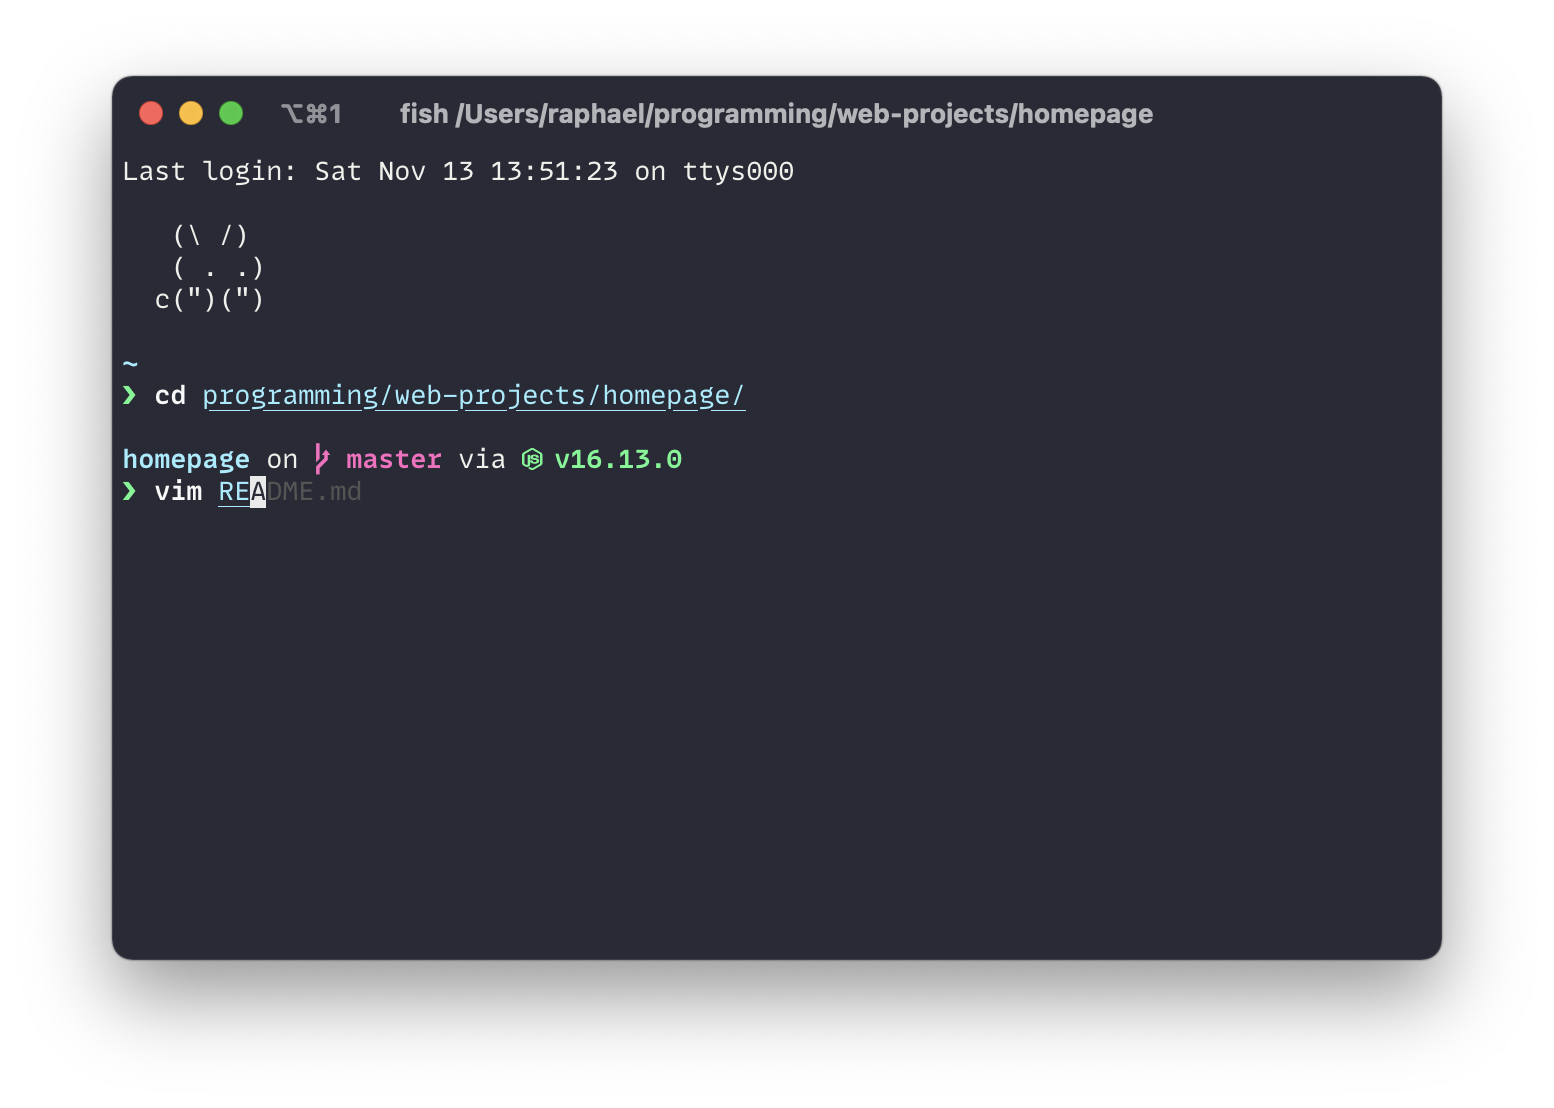 ⌥⌘1 fish /Users/raphael/programming/web-projects/homepage
Last login: Sat Nov 13 13:51:23 on ttys000
(\ /)
( . .)
c(")(")
~
❯ cd programming/web-projects/homepage/
homepage on master via JS v16.13.0
❯ vim README.md